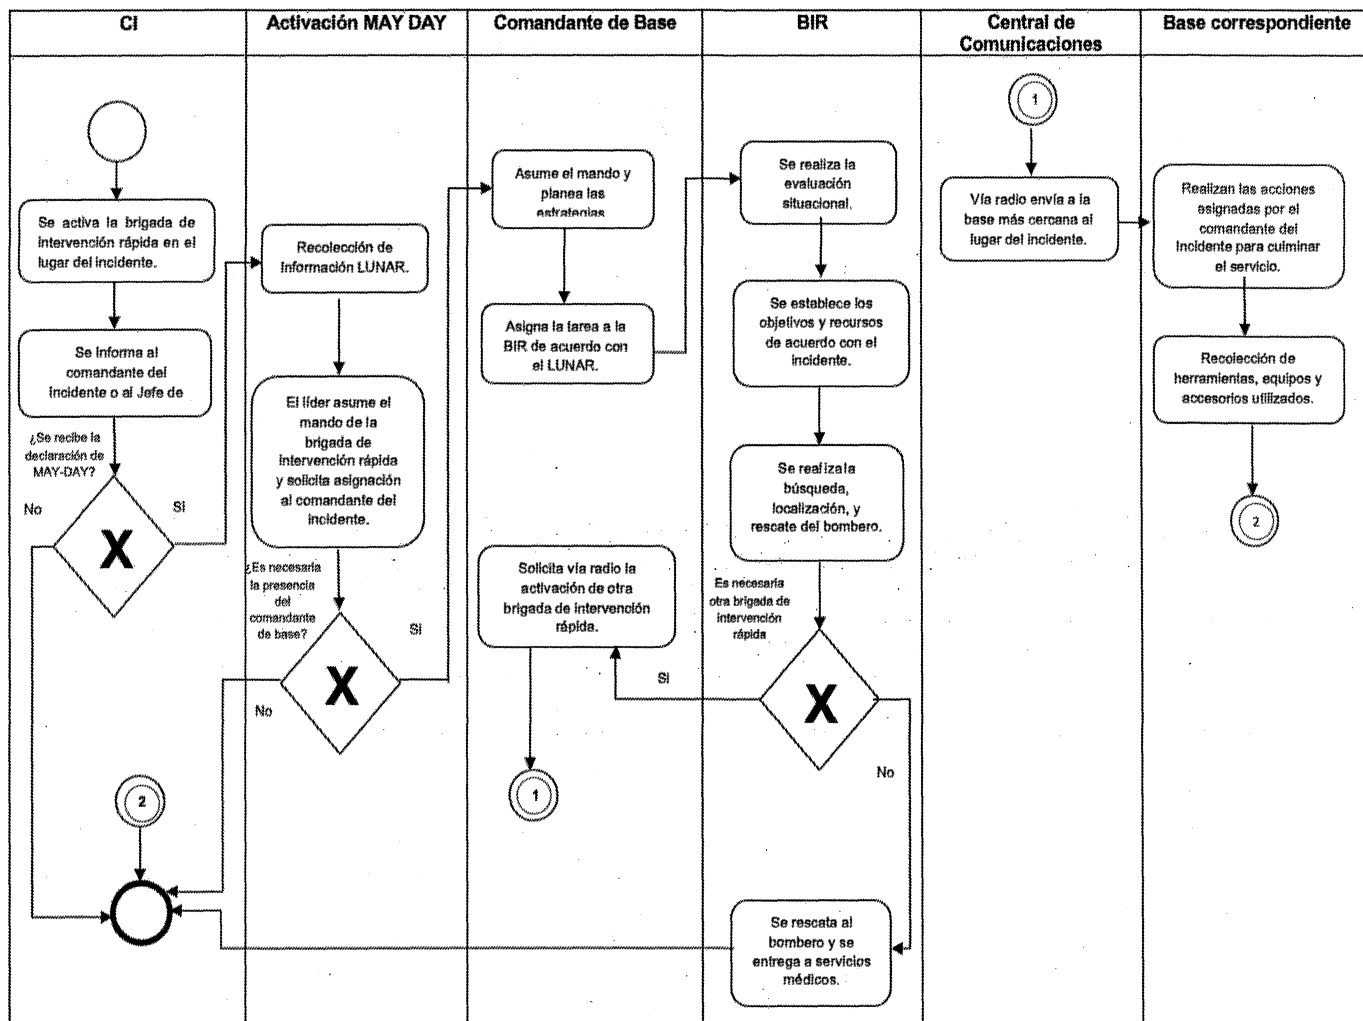 CI
Activación MAY DAY
Comandante de Base
BIR
Central de
Comunicaciones
Base correspondiente
Se activa la brigada de
intervención rápida en el
lugar del incidente.
Se informa al
comandante del
incidente o al Jefe de
¿Se recibe la
declaración de
MAY-DAY?
No
Si
X
2
Recolección de
información LUNAR.
El líder asume el
mando de la
brigada de
intervención rápida
y solicita asignación
al comandante del
incidente.
¿Es necesaria
la presencia
del
comandante
de base?
Si
No
X
Asume el mando y
planea las
estrategias
Asigna la tarea a la
BIR de acuerdo con
el LUNAR.
Solicita vía radio la
activación de otra
brigada de intervención
rápida.
1
Se realiza la
evaluación
situacional.
Se establece los
objetivos y recursos
de acuerdo con el
incidente.
Se realizala
búsqueda,
localización, y
rescate del bombero.
Es necesaria
otra brigada de
intervención
rápida
Si
X
No
Se rescata al
bombero y se
entrega a servicios
médicos.
1
Vía radio envía a la
base más cercana al
lugar del incidente.
Realizan las acciones
asignadas por el
comandante del
Incidente para culminar
el servicio.
Recolección de
herramientas, equipos y
accesorios utilizados.
2